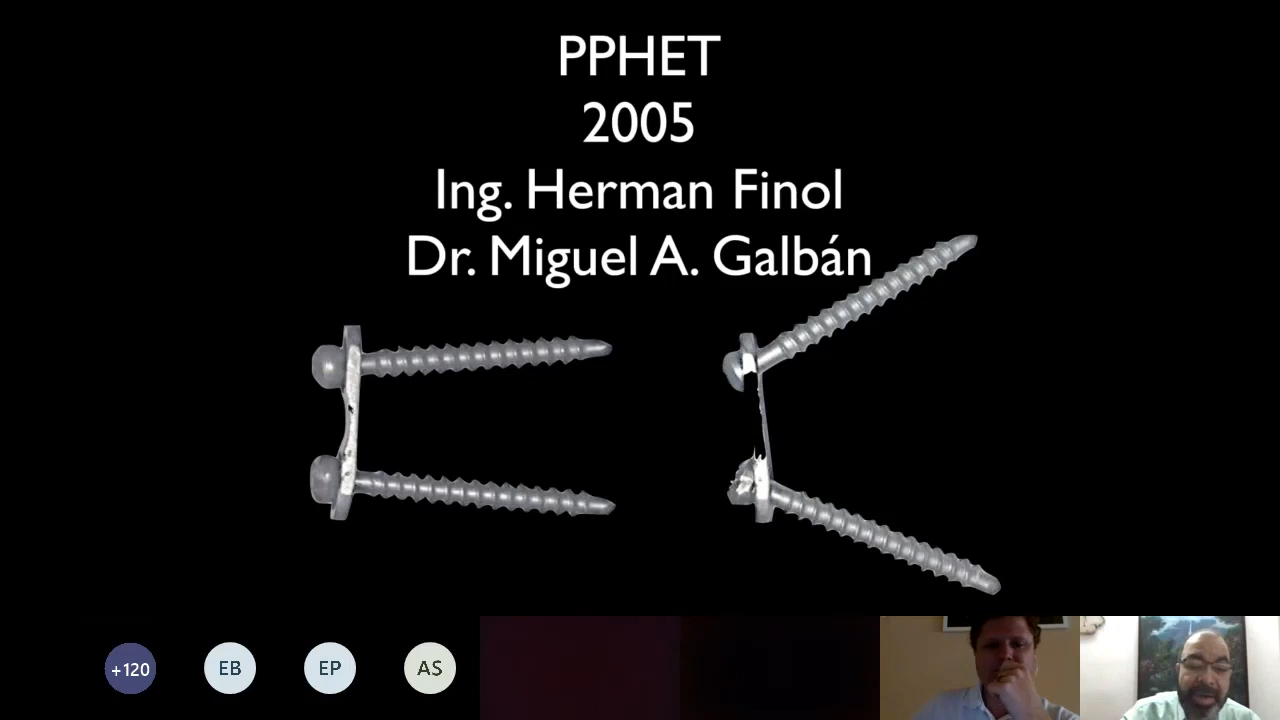 PPHET
2005
Ing. Herman Finol
Dr. Miguel A. Galbán
+120
EB
EP
AS